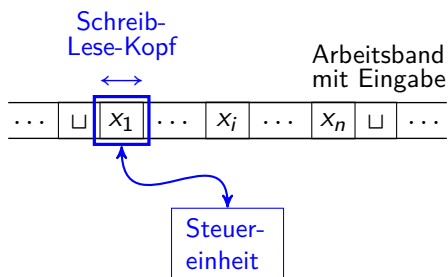 Schreib-
Lese-Kopf
Arbeitsband
mit Eingabe
⋯ ⊔ x₁ ⋯ xᵢ ⋯ xₙ ⊔ ⋯
Steuer-
einheit